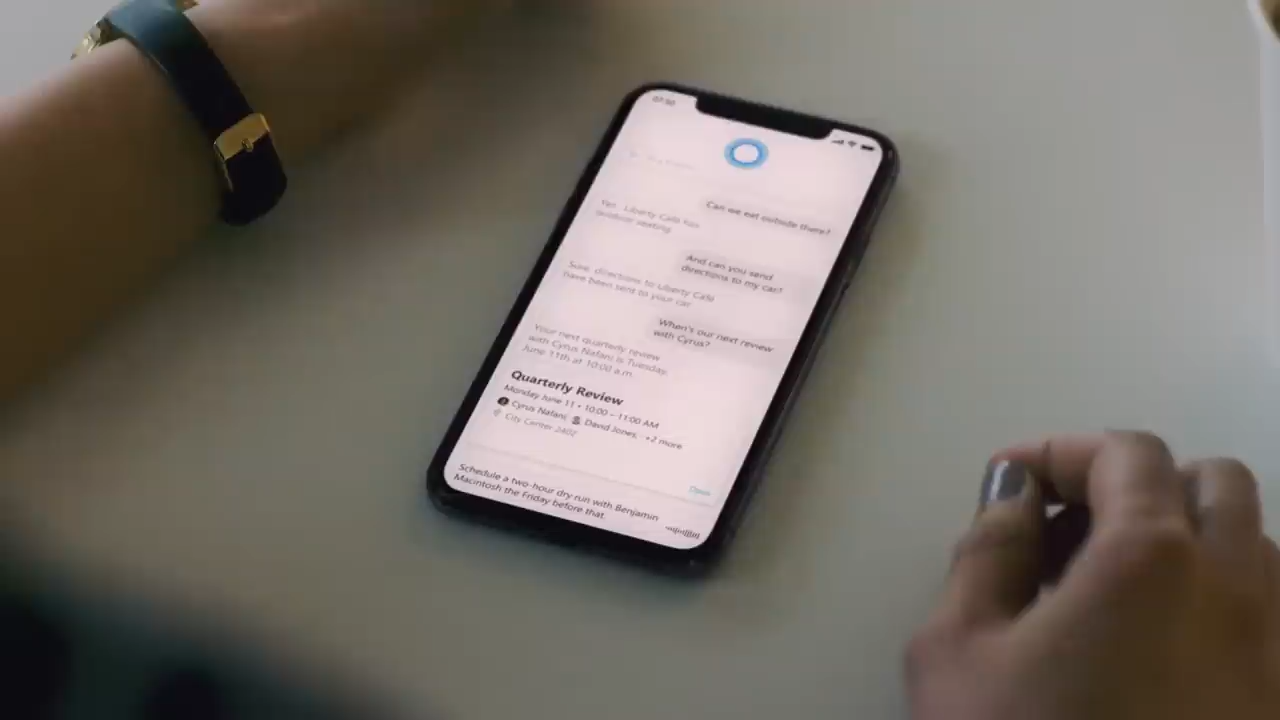 Can we eat outside there?
Yes, Liberty Café has
outdoor seating.
And can you send
directions to my car?
Sure, directions to Liberty Café
have been sent to your car.
When's our next review
with Cyrus?
Your next quarterly review
with Cyrus Nafani is Tuesday,
June 11th at 10:00 a.m.
Quarterly Review
Monday June 11 • 10:00 – 11:00 AM
Cyrus Nafani, David Jones, +2 more
City Center 2402
Open
Schedule a two-hour dry run with Benjamin
Macintosh the Friday before that.